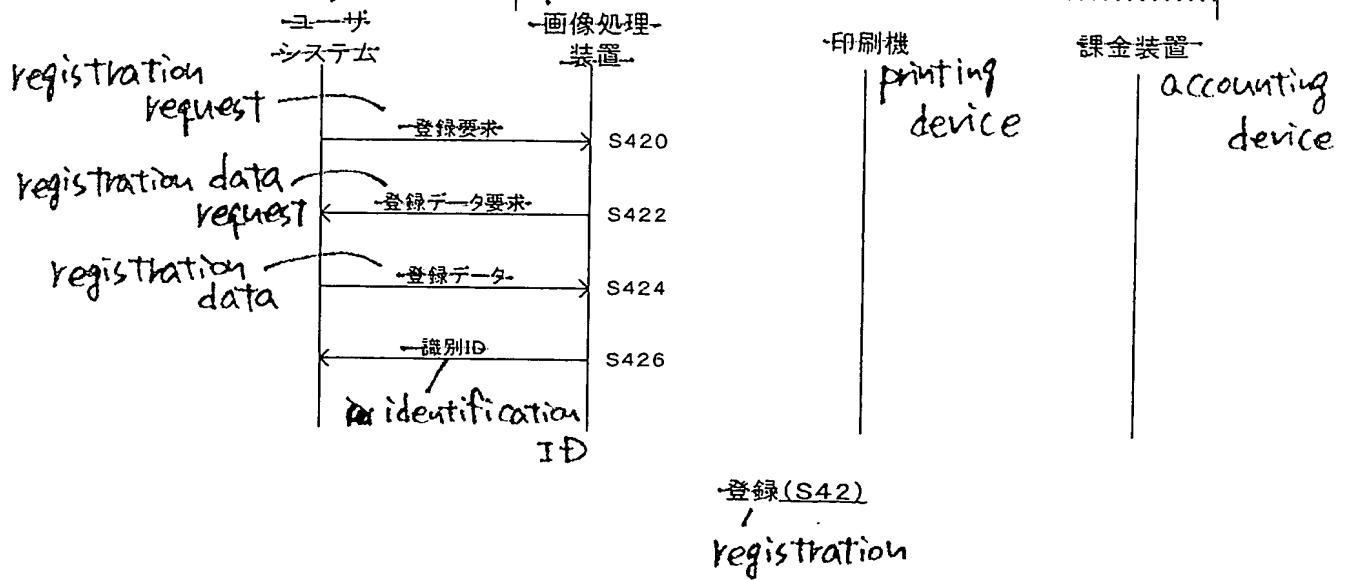 ユーザ
システム
画像処理
装置
印刷機
課金装置
printing
device
accounting
device
registration
request
登録要求
S420
registration data
request
登録データ要求
S422
registration
data
登録データ
S424
識別ID
S426
identification
ID
登録(S42)
registration